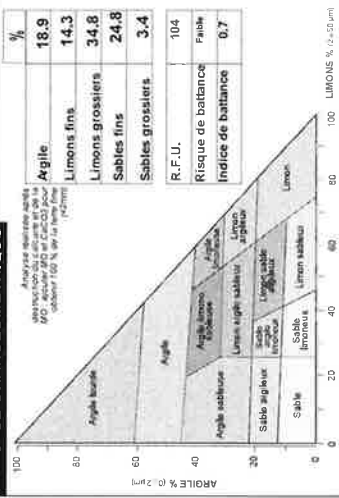 Analyse réalisée après
destruction du calcaire et de la
MO : ajouter MO et CaCO3 pour
obtenir 100 % de la terre fine
(<2mm)
%
Argile 18.9
Limons fins 14.3
Limons grossiers 34.8
Sables fins 24.8
Sables grossiers 3.4
R.F.U. 104
Risque de battance Faible
Indice de battance 0.7
ARGILE % (0_2 µm)
100
80
60
40
20
0
Argile lourde
Argile
Argile sableuse
Argile limono sableuse
Argile limoneuse
Limon argilo sableux
Limon argileux
Sable argileux
Sable argilo limoneux
Limon sablo argileux
Limon
Sable
Sable limoneux
Limon sableux
0 20 40 60 80 100
LIMONS % (2 à 50 µm)